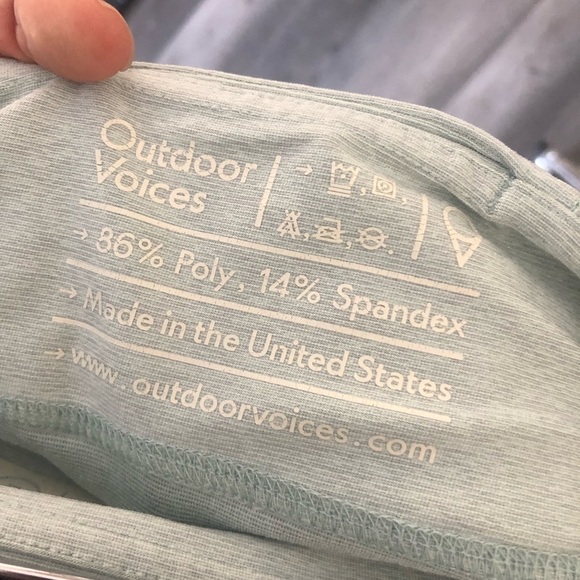 Outdoor
Voices
→ 86% Poly, 14% Spandex
→ Made in the United States
→ www.outdoorvoices.com